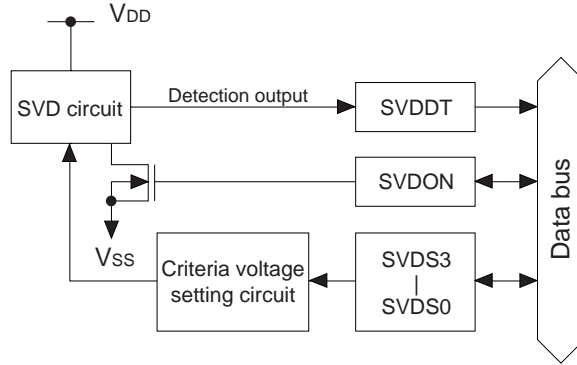 VDD
SVD circuit
Detection output
SVDDT
SVDON
VSS
Criteria voltage
setting circuit
SVDS3
|
SVDS0
Data bus